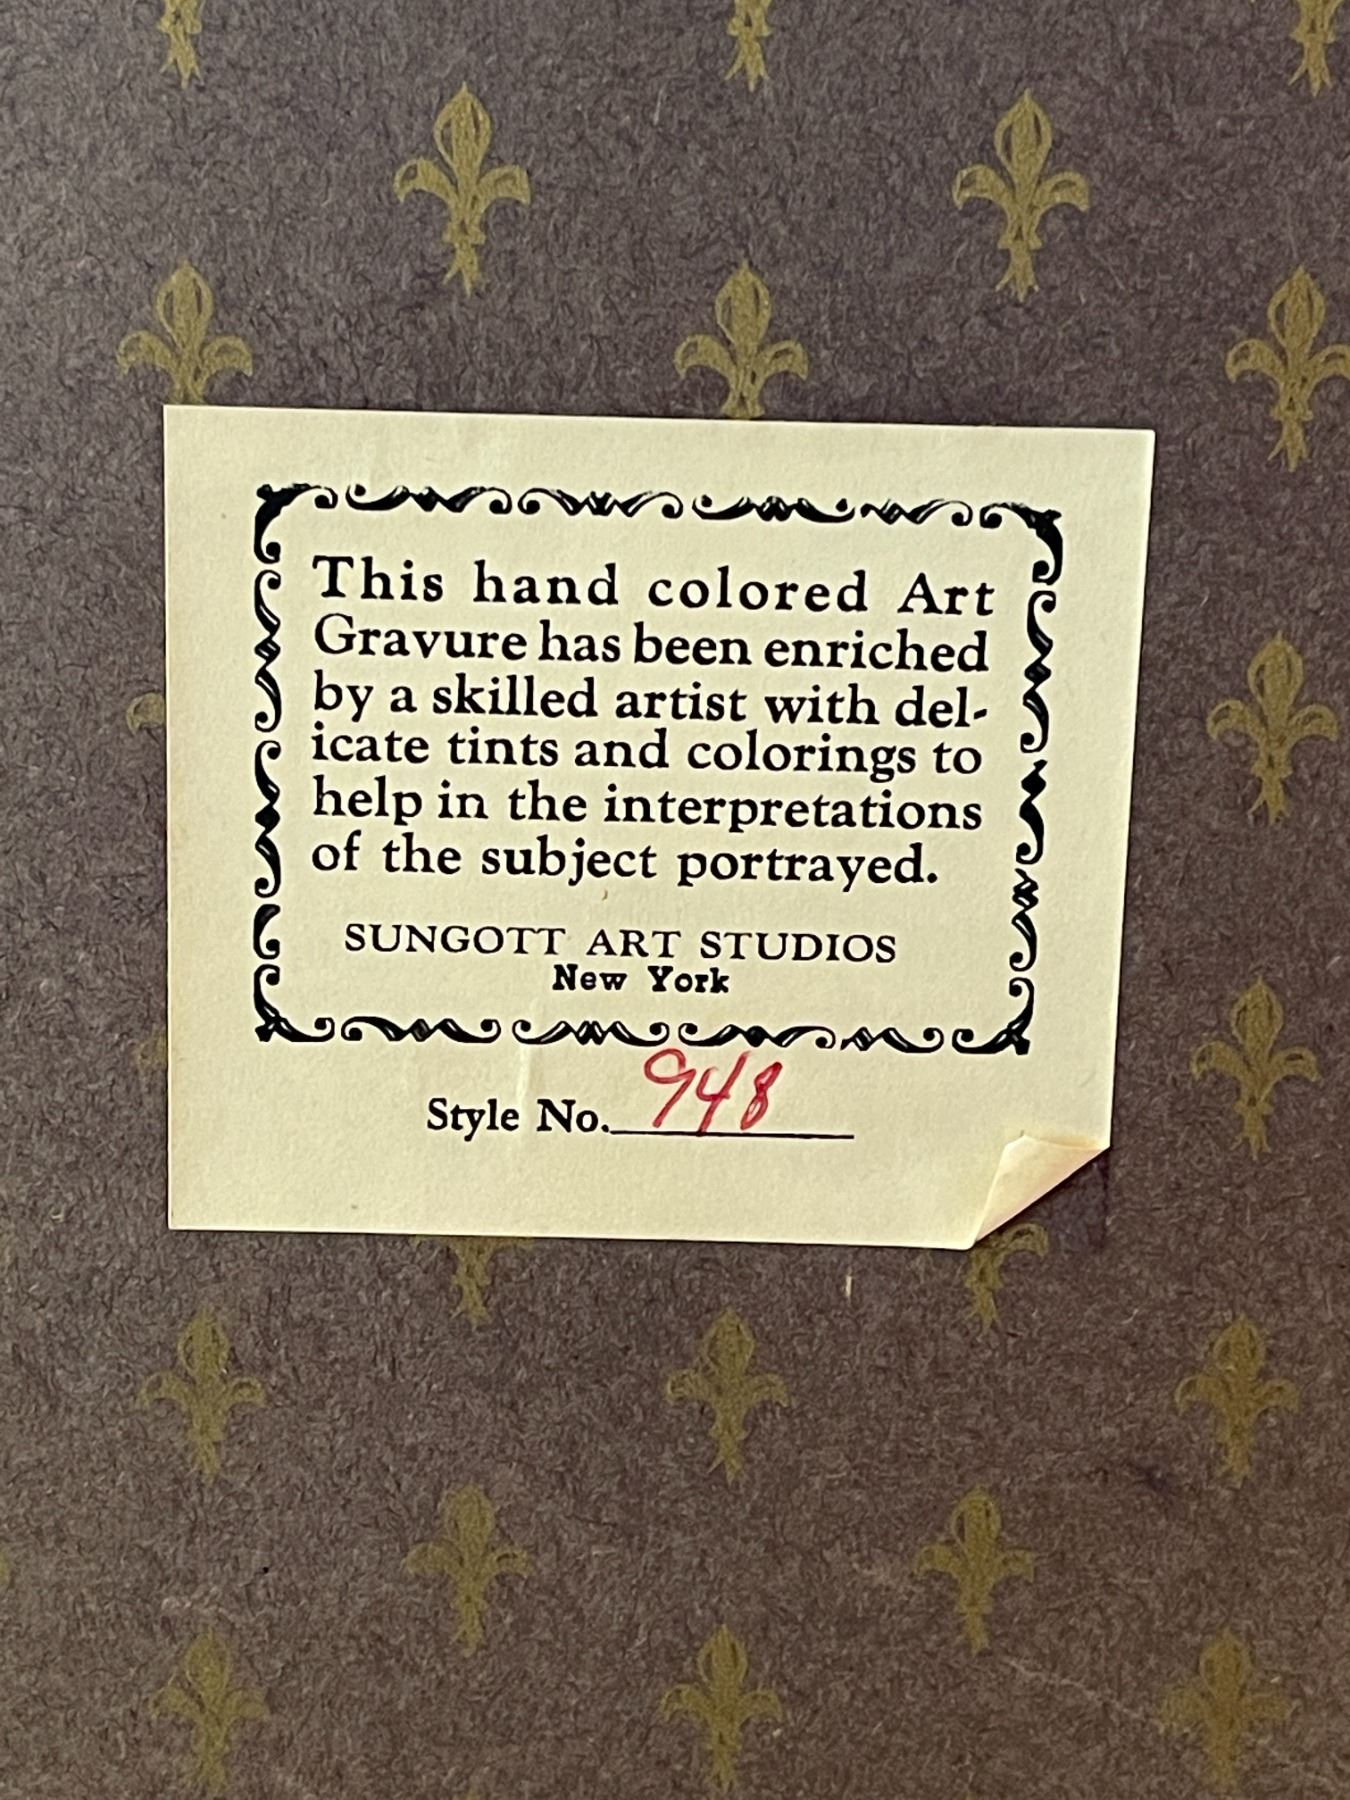 This hand colored Art
Gravure has been enriched
by a skilled artist with del-
icate tints and colorings to
help in the interpretations
of the subject portrayed.
SUNGOTT ART STUDIOS
New York
Style No. 948